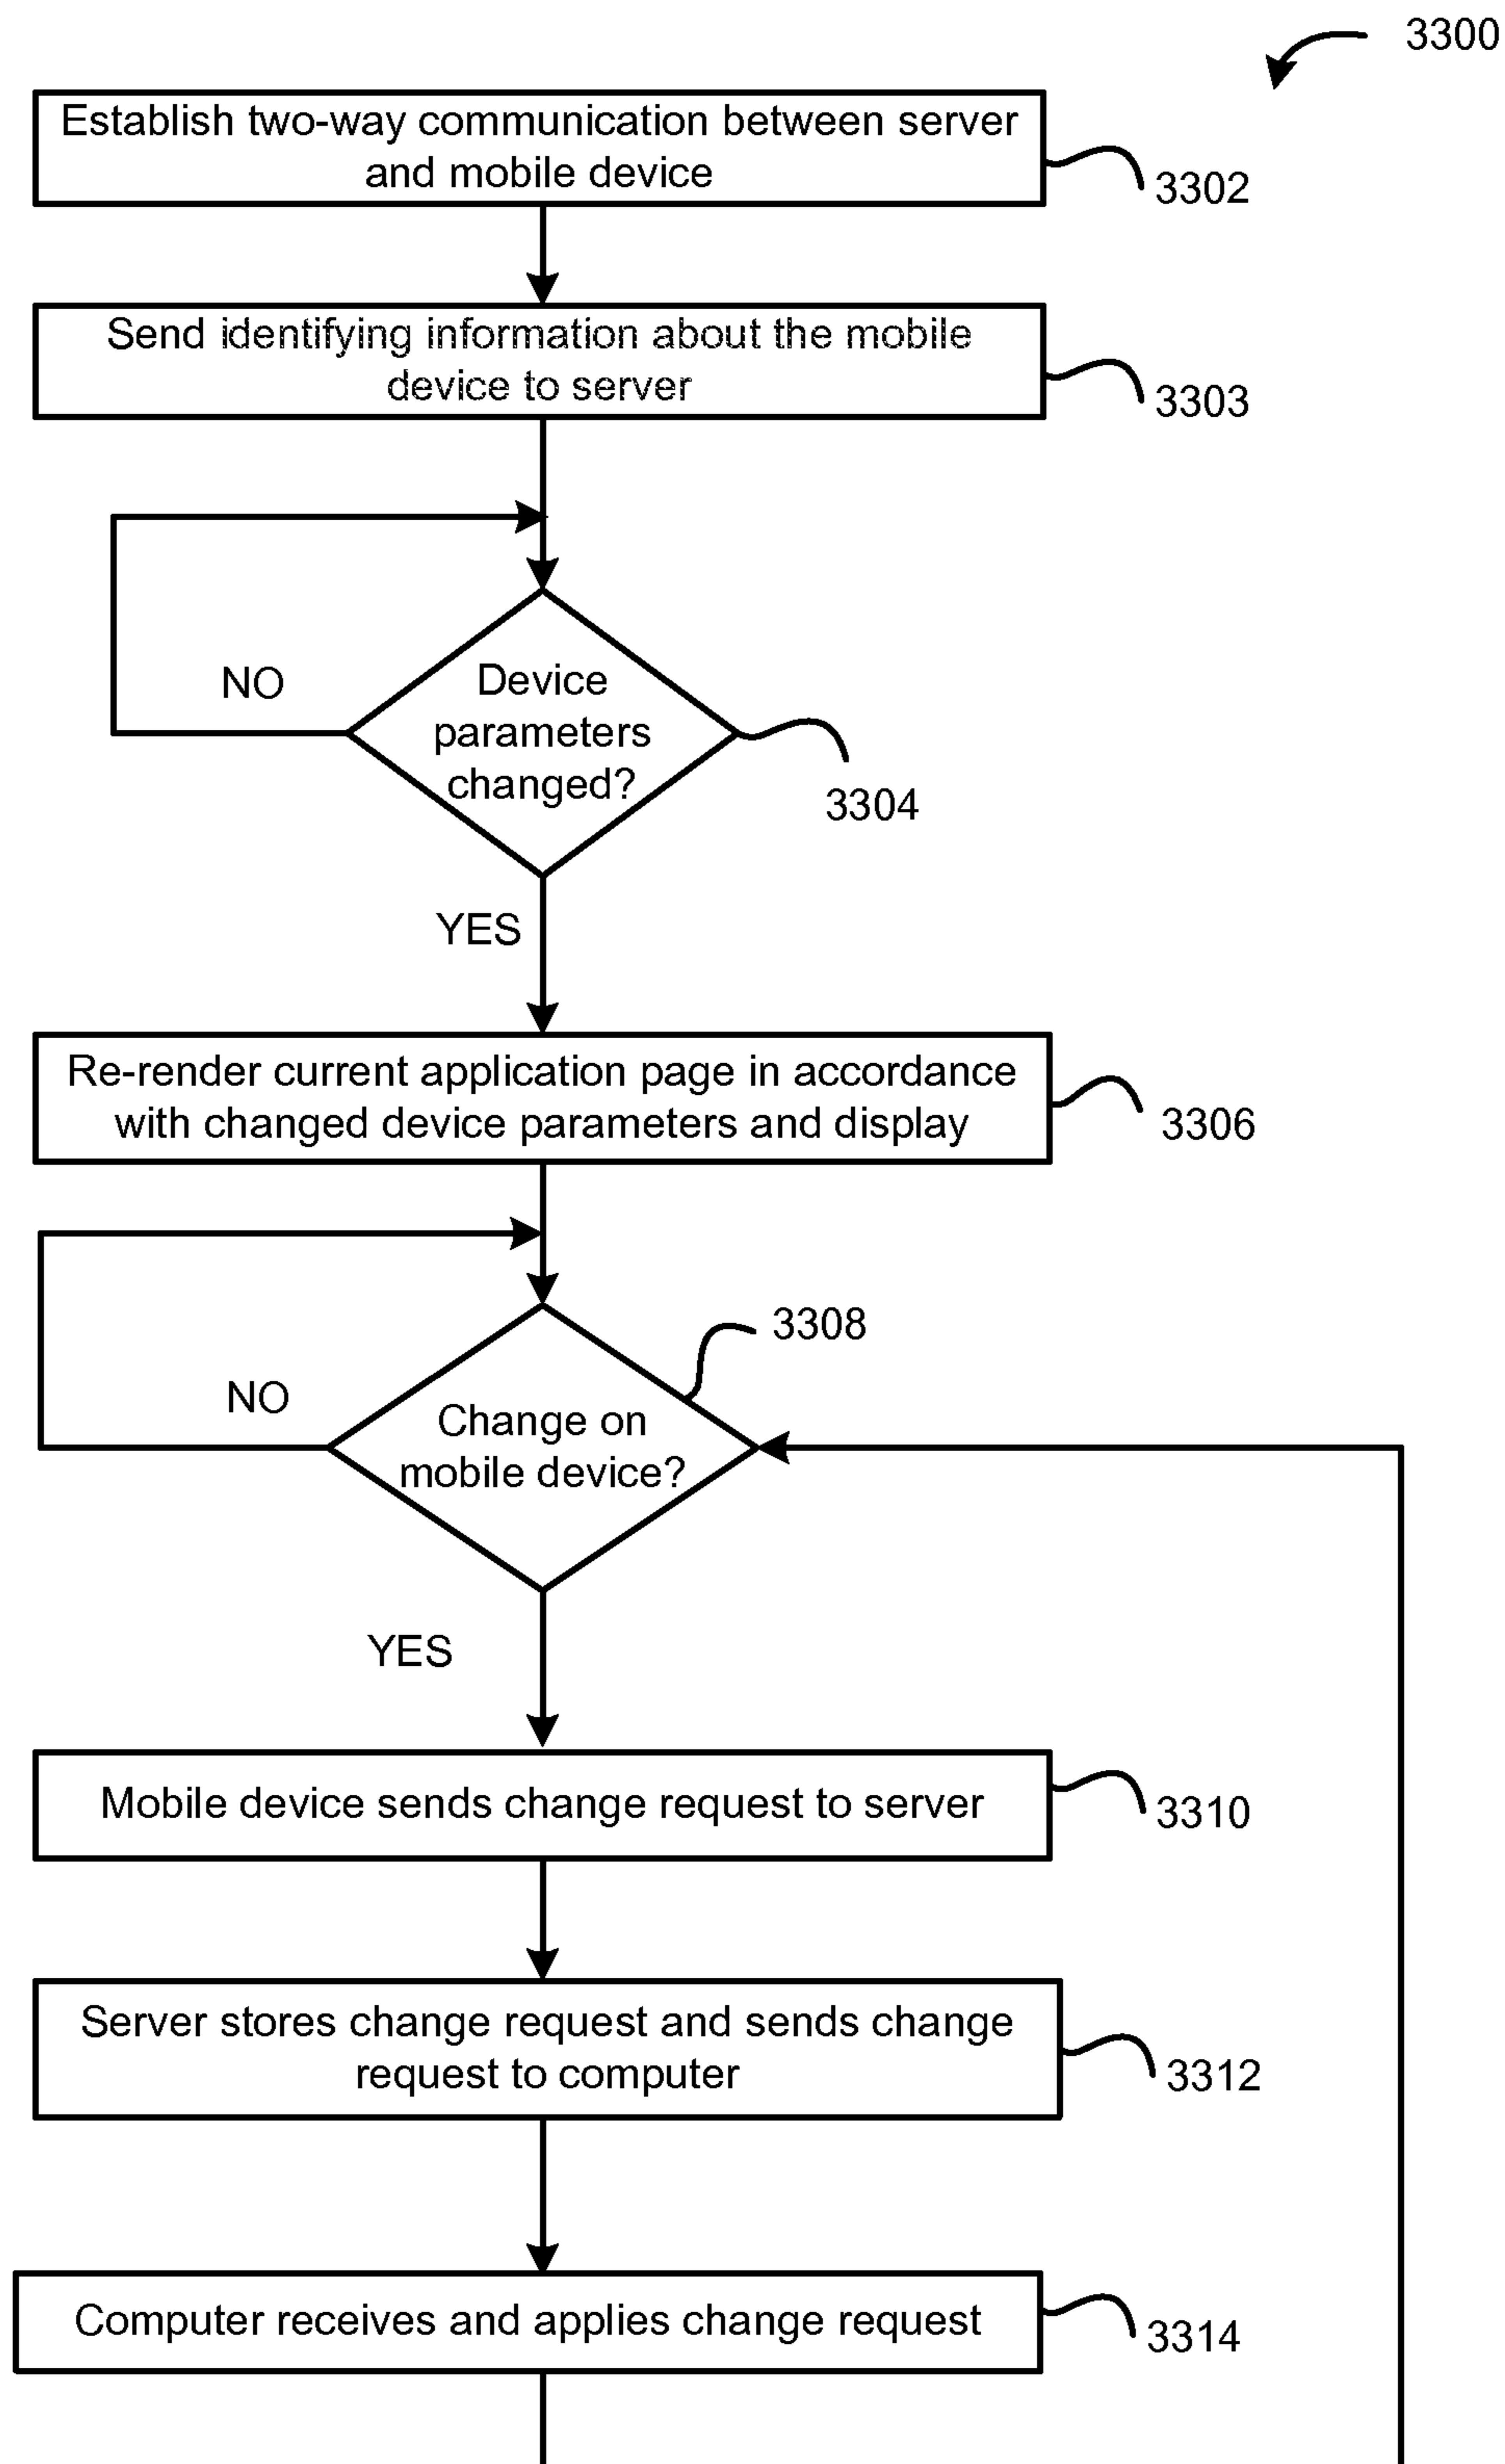 3300
Establish two-way communication between server
and mobile device
3302
Send identifying information about the mobile
device to server
3303
NO
Device
parameters
changed?
3304
YES
Re-render current application page in accordance
with changed device parameters and display
3306
3308
NO
Change on
mobile device?
YES
Mobile device sends change request to server
3310
Server stores change request and sends change
request to computer
3312
Computer receives and applies change request
3314